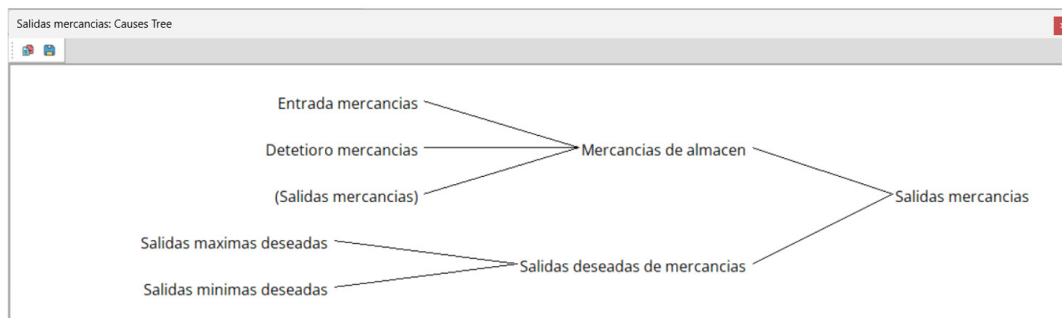 Salidas mercancias: Causes Tree
Entrada mercancias
Detetioro mercancias
Mercancias de almacen
(Salidas mercancias)
Salidas mercancias
Salidas maximas deseadas
Salidas deseadas de mercancias
Salidas minimas deseadas